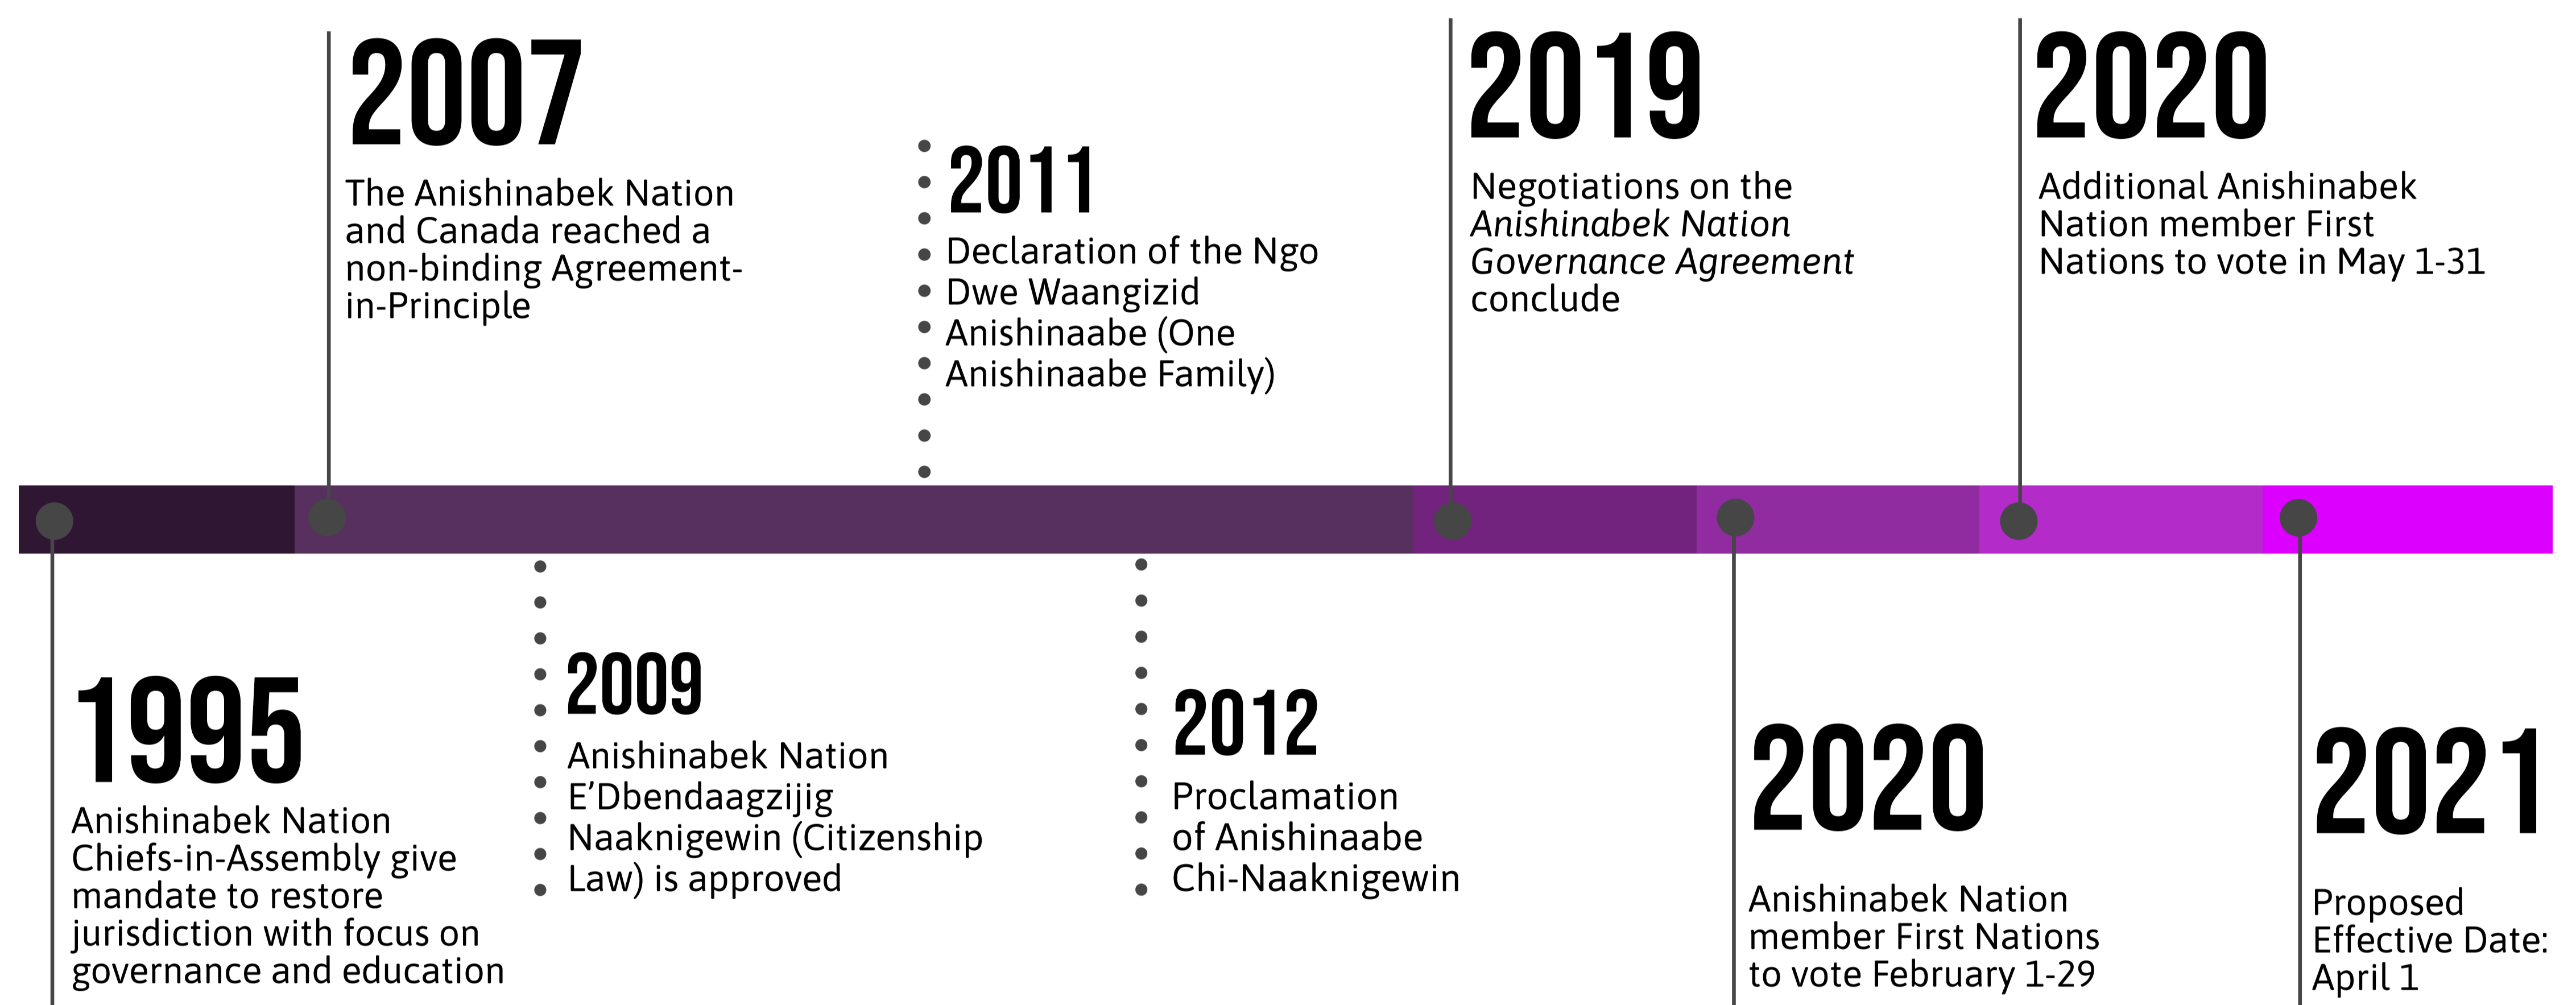 2007
The Anishinabek Nation
and Canada reached a
non-binding Agreement-
in-Principle
2011
Declaration of the Ngo
Dwe Waangizid
Anishinaabe (One
Anishinaabe Family)
2019
Negotiations on the
Anishinabek Nation
Governance Agreement
conclude
2020
Additional Anishinabek
Nation member First
Nations to vote in May 1-31
1995
Anishinabek Nation
Chiefs-in-Assembly give
mandate to restore
jurisdiction with focus on
governance and education
2009
Anishinabek Nation
E’Dbendaagzijig
Naaknigewin (Citizenship
Law) is approved
2012
Proclamation
of Anishinaabe
Chi-Naaknigewin
2020
Anishinabek Nation
member First Nations
to vote February 1-29
2021
Proposed
Effective Date:
April 1